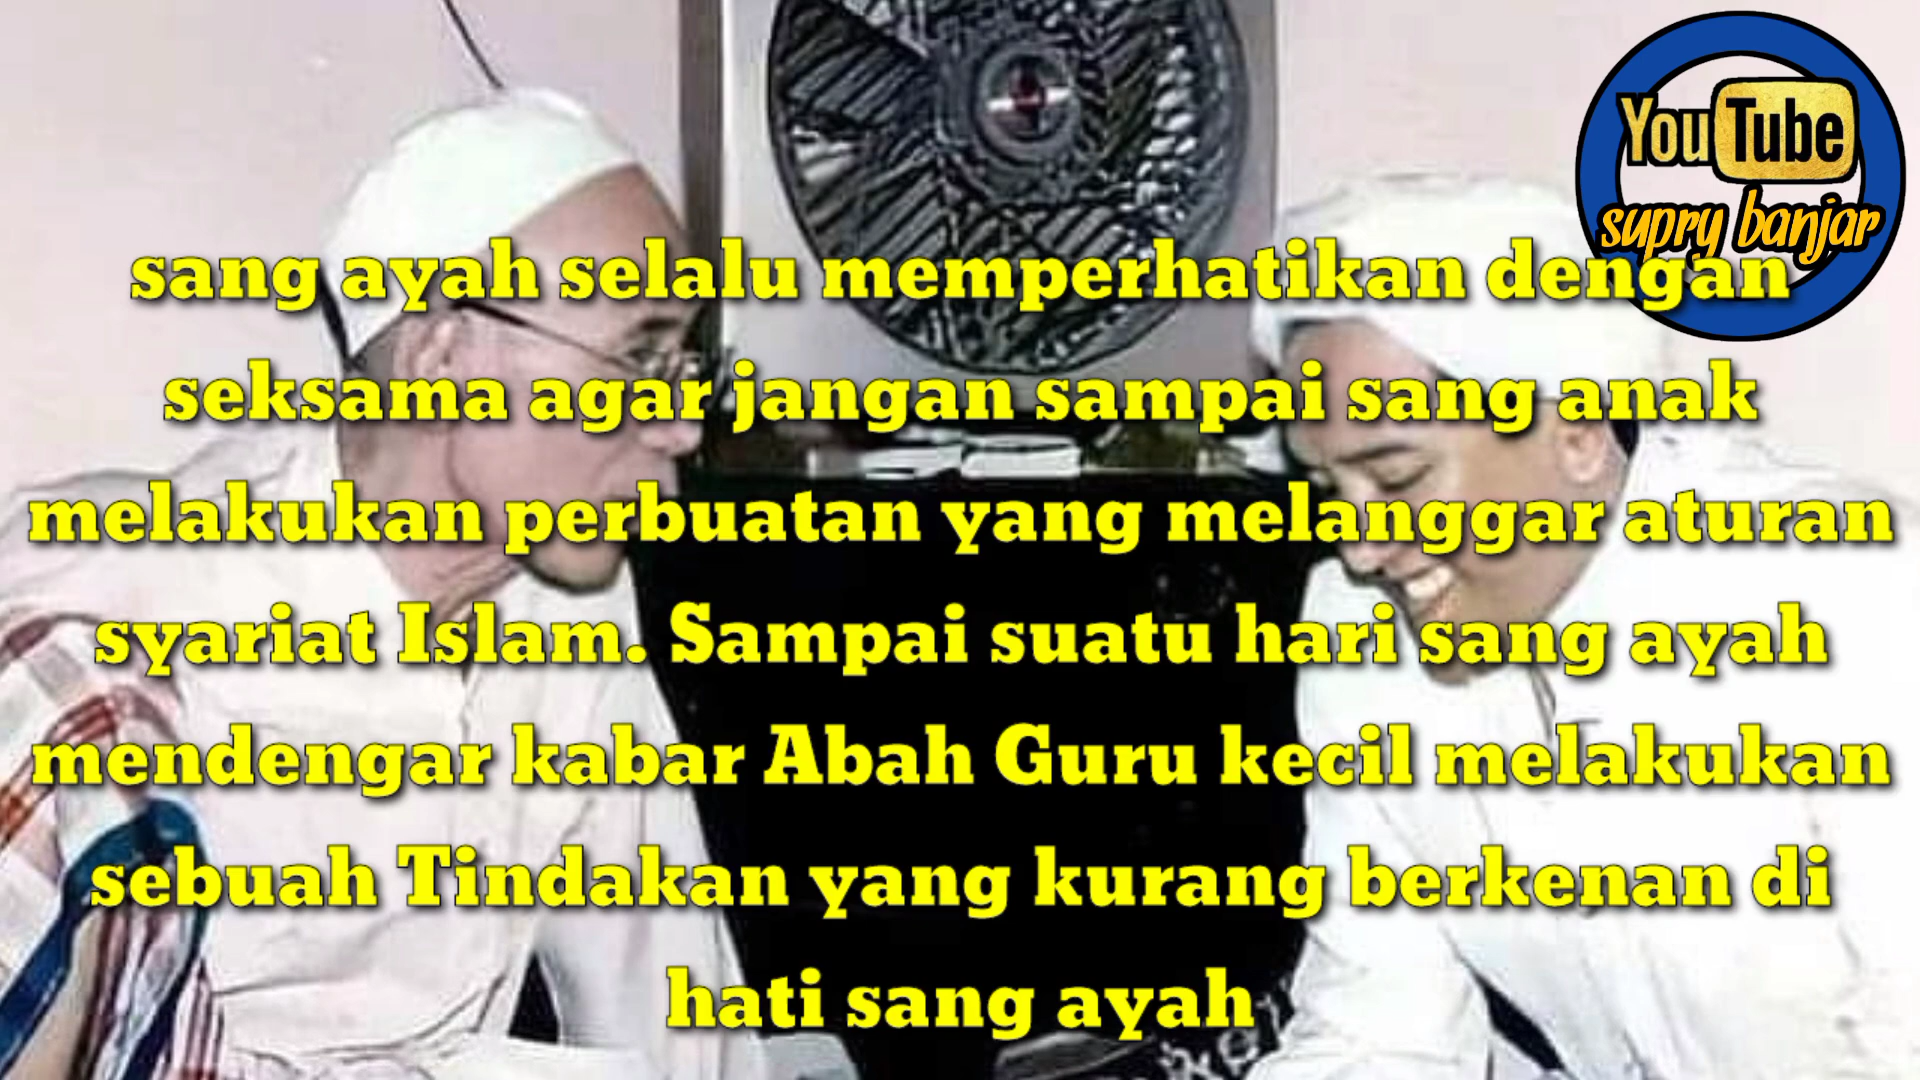 YouTube
supry banjar
sang ayah selalu memperhatikan dengan
seksama agar jangan sampai sang anak
melakukan perbuatan yang melanggar aturan
syariat Islam. Sampai suatu hari sang ayah
mendengar kabar Abah Guru kecil melakukan
sebuah Tindakan yang kurang berkenan di
hati sang ayah